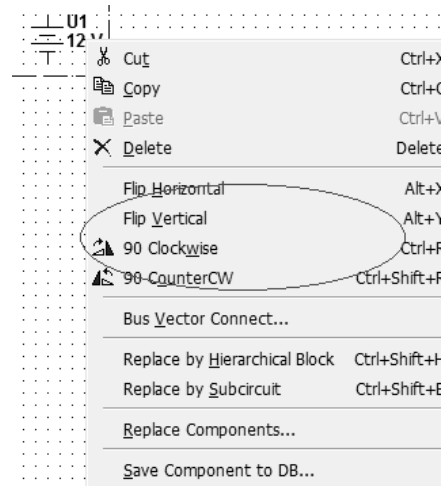 U1
12 V
Cut Ctrl+X
Copy Ctrl+C
Paste Ctrl+V
Delete Delete
Flip Horizontal Alt+X
Flip Vertical Alt+Y
90 Clockwise Ctrl+R
90 CounterCW Ctrl+Shift+R
Bus Vector Connect...
Replace by Hierarchical Block Ctrl+Shift+H
Replace by Subcircuit Ctrl+Shift+B
Replace Components...
Save Component to DB...